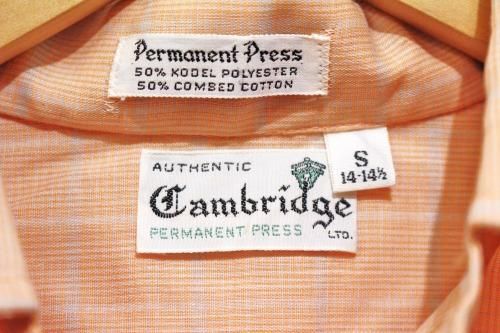 Permanent Press
50% KODEL POLYESTER
50% COMBED COTTON
AUTHENTIC
Cambridge
PERMANENT PRESS LTD.
S
14-14½